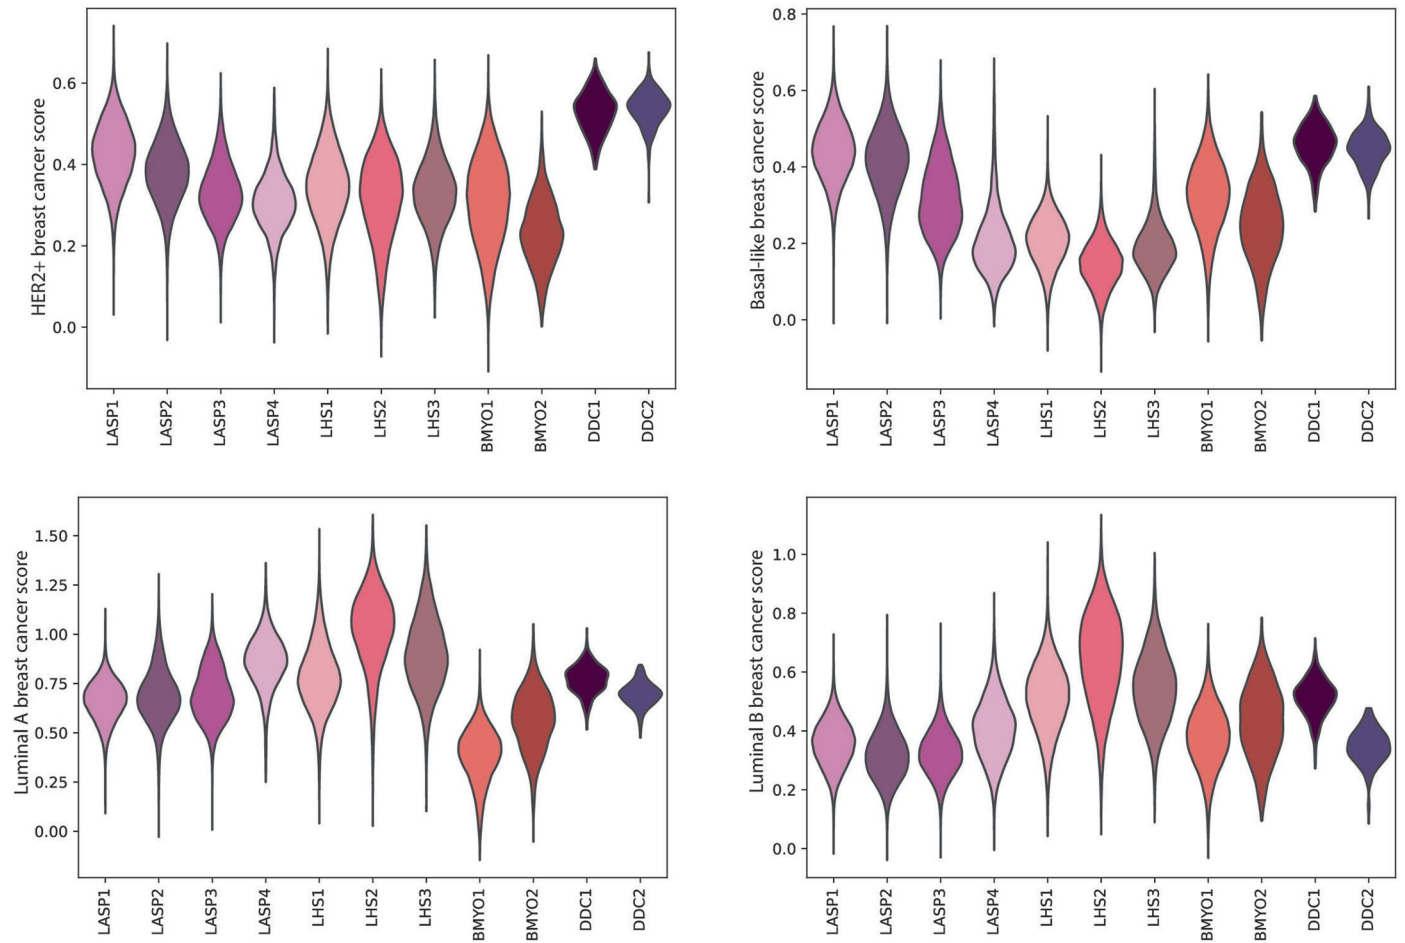 HER2+ breast cancer score
0.6
0.4
0.2
0.0
LASP1
LASP2
LASP3
LASP4
LHS1
LHS2
LHS3
BMYO1
BMYO2
DDC1
DDC2
Basal-like breast cancer score
0.8
0.6
0.4
0.2
0.0
LASP1
LASP2
LASP3
LASP4
LHS1
LHS2
LHS3
BMYO1
BMYO2
DDC1
DDC2
Luminal A breast cancer score
1.50
1.25
1.00
0.75
0.50
0.25
0.00
LASP1
LASP2
LASP3
LASP4
LHS1
LHS2
LHS3
BMYO1
BMYO2
DDC1
DDC2
Luminal B breast cancer score
1.0
0.8
0.6
0.4
0.2
0.0
LASP1
LASP2
LASP3
LASP4
LHS1
LHS2
LHS3
BMYO1
BMYO2
DDC1
DDC2